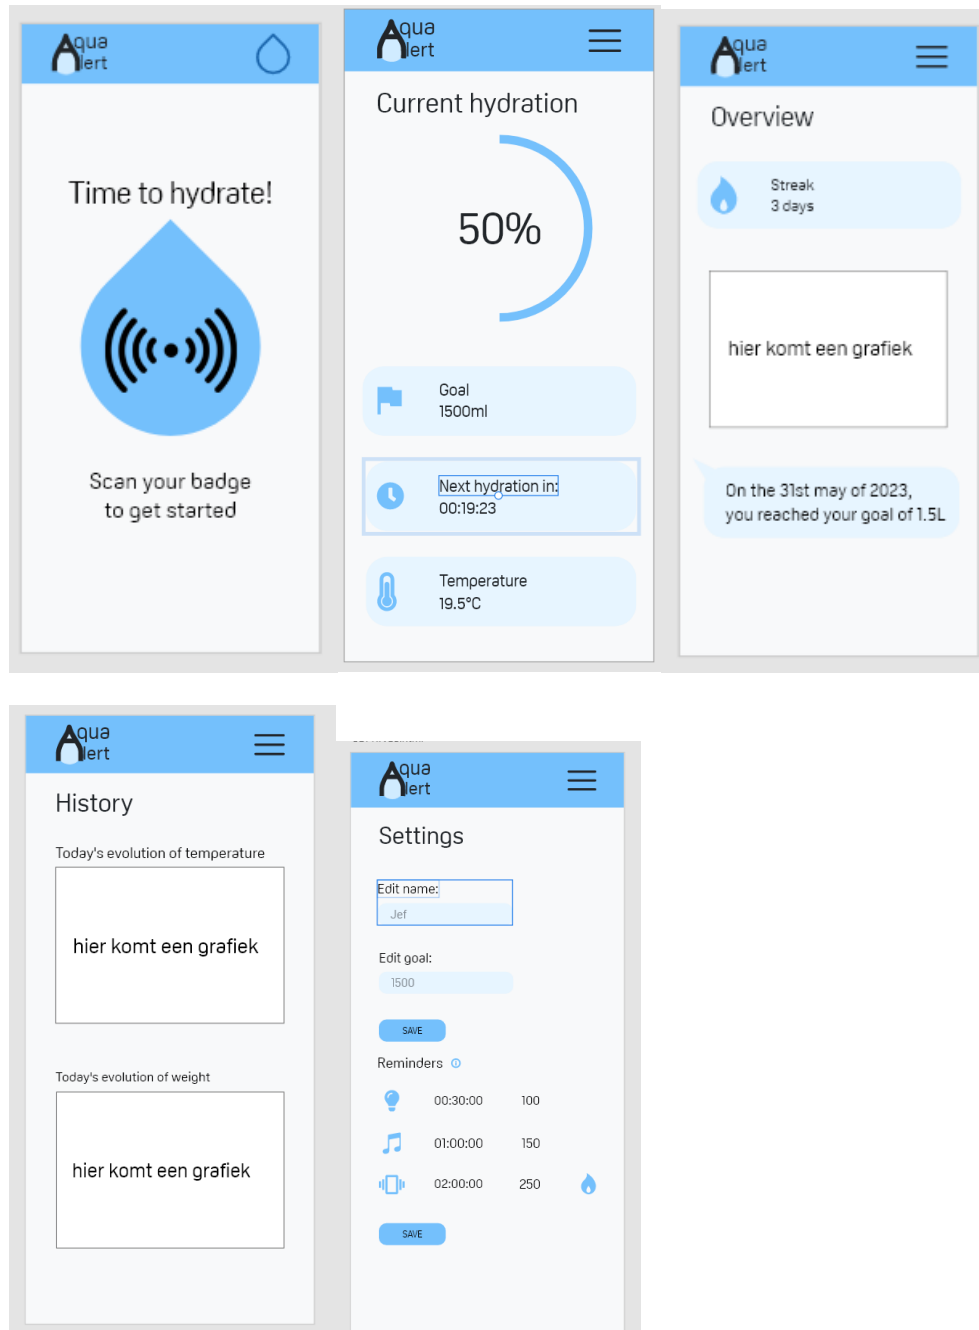 Aqua
Alert
Time to hydrate!
Scan your badge
to get started
Aqua
Alert
Current hydration
50%
Goal
1500ml
Next hydration in:
00:19:23
Temperature
19.5°C
Aqua
Alert
Overview
Streak
3 days
hier komt een grafiek
On the 31st may of 2023,
you reached your goal of 1.5L
Aqua
Alert
History
Today's evolution of temperature
hier komt een grafiek
Today's evolution of weight
hier komt een grafiek
Aqua
Alert
Settings
Edit name:
Jef
Edit goal:
1500
SAVE
Reminders
00:30:00 100
01:00:00 150
02:00:00 250
SAVE